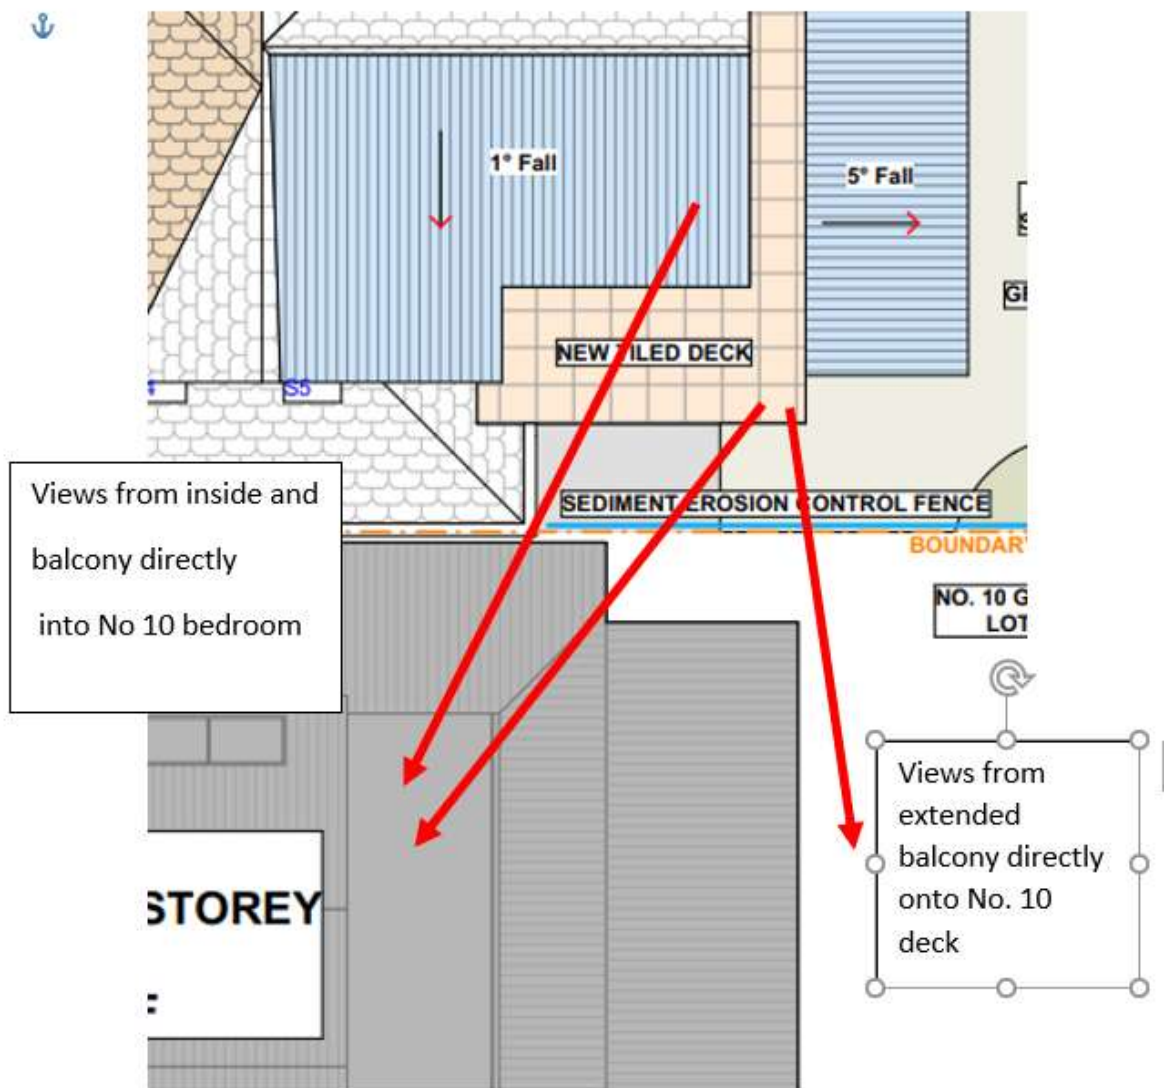 1° Fall
5° Fall
NEW TILED DECK
S5
Views from inside and
balcony directly
into No 10 bedroom
SEDIMENT EROSION CONTROL FENCE
BOUNDAR
NO. 10 G
LOT
Views from
extended
balcony directly
onto No. 10
deck
STOREY